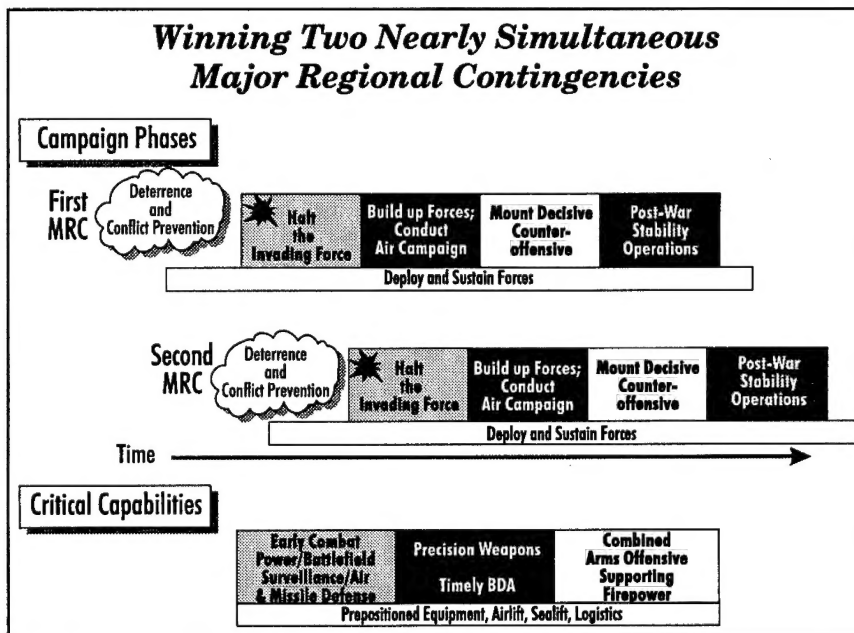 Winning Two Nearly Simultaneous
Major Regional Contingencies
Campaign Phases
First
MRC
Deterrence
and
Conflict Prevention
Halt
the
Invading Force
Build up Forces;
Conduct
Air Campaign
Mount Decisive
Counter-
offensive
Post-War
Stability
Operations
Deploy and Sustain Forces
Second
MRC
Deterrence
and
Conflict Prevention
Halt
the
Invading Force
Build up Forces;
Conduct
Air Campaign
Mount Decisive
Counter-
offensive
Post-War
Stability
Operations
Deploy and Sustain Forces
Time
Critical Capabilities
Early Combat
Power/Battlefield
Surveillance/Air
& Missile Defense
Precision Weapons
Timely BDA
Combined
Arms Offensive
Supporting
Firepower
Prepositioned Equipment, Airlift, Sealift, Logistics